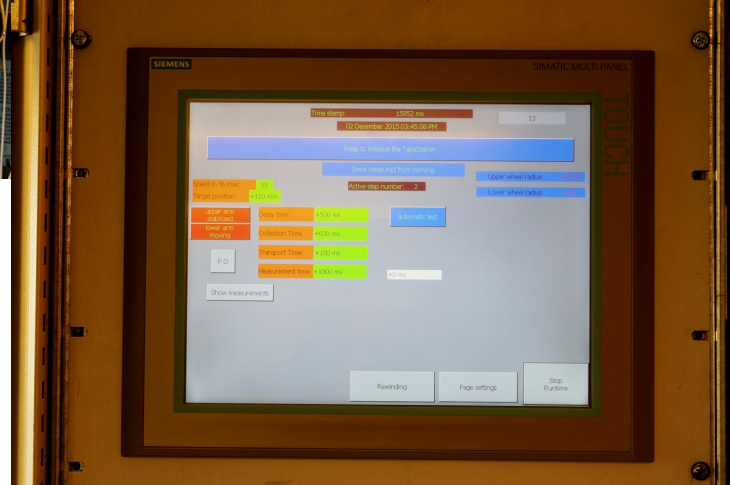 SIEMENS
SIMATIC MULTI PANEL
TOUCH
Time stamp: 15952 ms
13
02 December 2015 03:45:08 PM
Press to initialise the TapeStation
0mm measured from homing
Upper wheel radius
Speed in % max:
Active step number: 2
Lower wheel radius
Target position: +110 mm
upper arm
stabilized
Delay time: +500 ms
automatic test
lower arm
moving
Collection Time +600 ms
P.O
Transport Time: +100 ms
Measurement time: +1000 ms
+0 ms
Show measurements
Rewinding
Page settings
Stop
Runtime